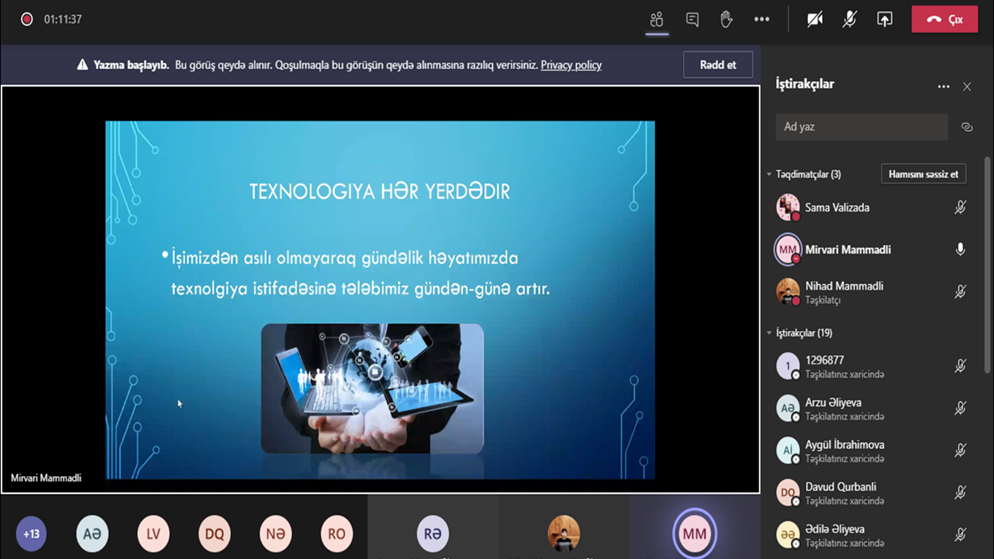 01:11:37
Çıx
Yazma başlayıb. Bu görüş qeydə alınır. Qoşulmaqla bu görüşün qeydə alınmasına razılıq verirsiniz. Privacy policy
Rədd et
TEXNOLOGIYA HƏR YERDƏDIR
•İşimizdən asılı olmayaraq gündəlik həyatımızda
texnolgiya istifadəsinə tələbimiz gündən-günə artır.
Mirvari Mammadli
+13
AƏ
LV
DQ
NƏ
RO
RƏ
MM
İştirakçılar
Ad yaz
Təqdimatçılar (3)
Hamısını səssiz et
Sama Valizada
MM
Mirvari Mammadli
Nihad Mammadli
Təşkilatçı
İştirakçılar (19)
1
1296877
Təşkilatınız xaricində
AƏ
Arzu Əliyeva
Təşkilatınız xaricində
Aİ
Aygül İbrahimova
Təşkilatınız xaricində
DQ
Davud Qurbanli
Təşkilatınız xaricində
ƏƏ
Ədilə Əliyeva
Təşkilatınız xaricində